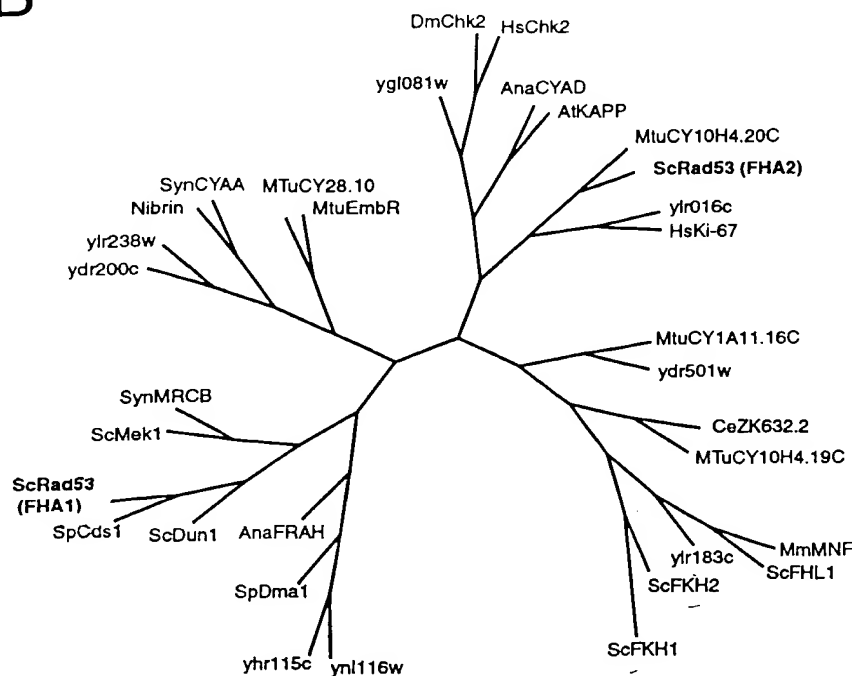 B
DmChk2
HsChk2
ygl081w
AnaCYAD
AtKAPP
MtuCY10H4.20C
ScRad53 (FHA2)
ylr016c
HsKi-67
SynCYAA
MTuCY28.10
Nibrin
MtuEmbR
ylr238w
ydr200c
MtuCY1A11.16C
ydr501w
SynMRCB
ScMek1
CeZK632.2
MTuCY10H4.19C
ScRad53
(FHA1)
SpCds1
ScDun1
AnaFRAH
SpDma1
yhr115c
ynl116w
ylr183c
MmMNF
ScFHL1
ScFKH2
ScFKH1